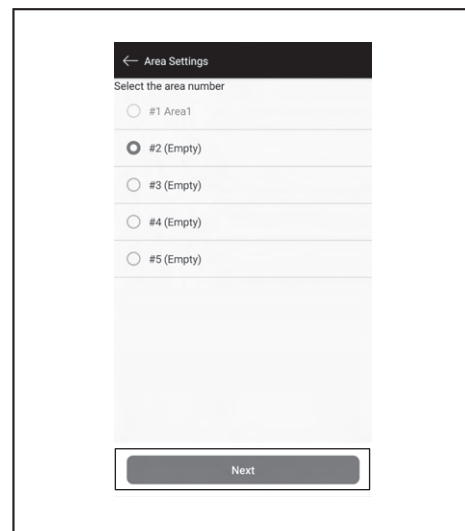 Area Settings
Select the area number
#1 Area1
#2 (Empty)
#3 (Empty)
#4 (Empty)
#5 (Empty)
Next